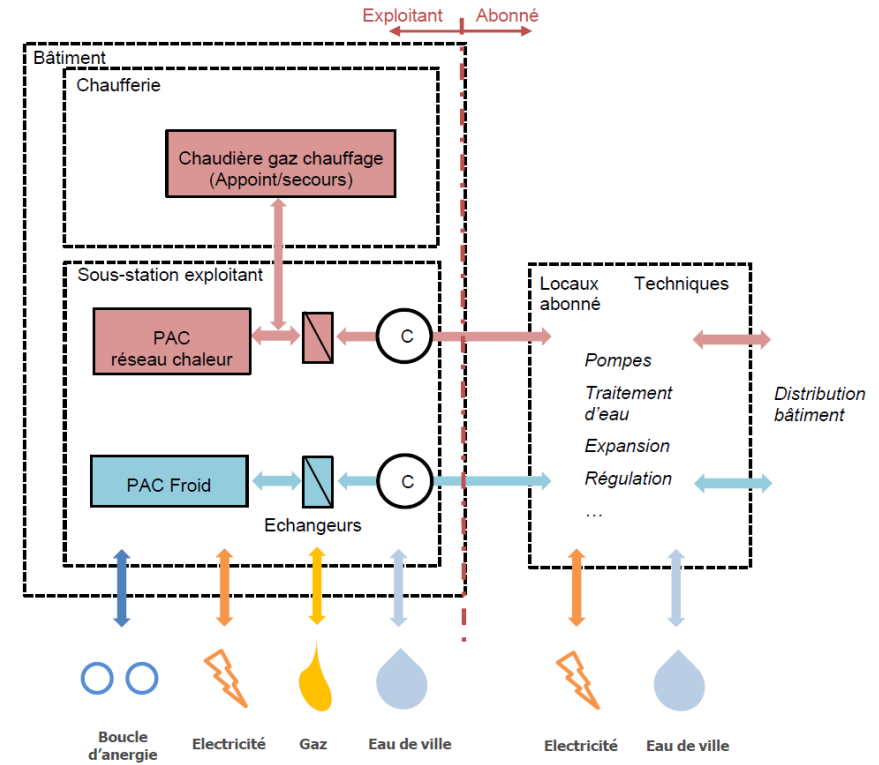 Exploitant
Abonné
Bâtiment
Chaufferie
Chaudière gaz chauffage
(Appoint/secours)
Sous-station exploitant
PAC
réseau chaleur
C
PAC Froid
C
Echangeurs
Locaux
abonné
Techniques
Pompes
Traitement
d'eau
Expansion
Régulation
…
Distribution
bâtiment
Boucle
d'anergie
Electricité
Gaz
Eau de ville
Electricité
Eau de ville